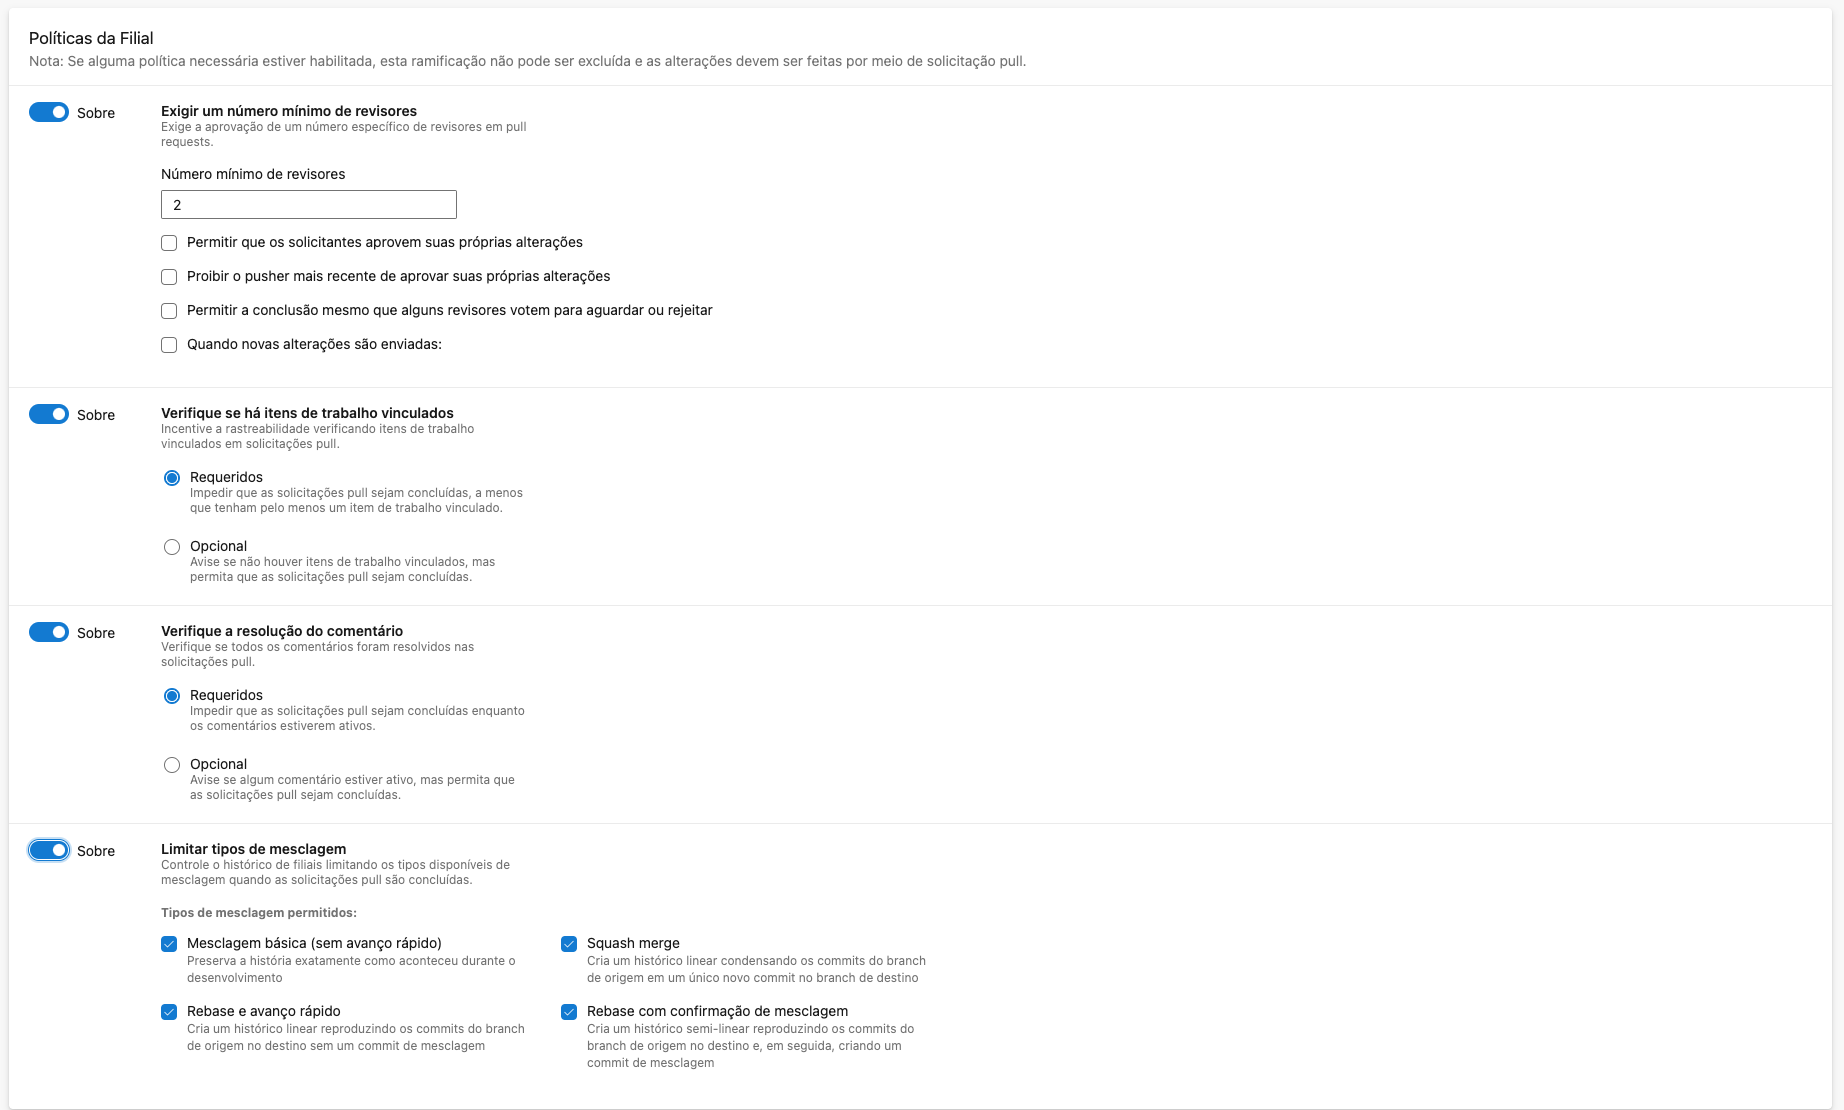 Políticas da Filial
Nota: Se alguma política necessária estiver habilitada, esta ramificação não pode ser excluída e as alterações devem ser feitas por meio de solicitação pull.
Sobre
Exigir um número mínimo de revisores
Exige a aprovação de um número específico de revisores em pull
requests.
Número mínimo de revisores
2
Permitir que os solicitantes aprovem suas próprias alterações
Proibir o pusher mais recente de aprovar suas próprias alterações
Permitir a conclusão mesmo que alguns revisores votem para aguardar ou rejeitar
Quando novas alterações são enviadas:
Sobre
Verifique se há itens de trabalho vinculados
Incentive a rastreabilidade verificando itens de trabalho
vinculados em solicitações pull.
Requeridos
Impedir que as solicitações pull sejam concluídas, a menos
que tenham pelo menos um item de trabalho vinculado.
Opcional
Avise se não houver itens de trabalho vinculados, mas
permita que as solicitações pull sejam concluídas.
Sobre
Verifique a resolução do comentário
Verifique se todos os comentários foram resolvidos nas
solicitações pull.
Requeridos
Impedir que as solicitações pull sejam concluídas enquanto
os comentários estiverem ativos.
Opcional
Avise se algum comentário estiver ativo, mas permita que
as solicitações pull sejam concluídas.
Sobre
Limitar tipos de mesclagem
Controle o histórico de filiais limitando os tipos disponíveis de
mesclagem quando as solicitações pull são concluídas.
Tipos de mesclagem permitidos:
Mesclagem básica (sem avanço rápido)
Preserva a história exatamente como aconteceu durante o
desenvolvimento
Squash merge
Cria um histórico linear condensando os commits do branch
de origem em um único novo commit no branch de destino
Rebase e avanço rápido
Cria um histórico linear reproduzindo os commits do branch
de origem no destino sem um commit de mesclagem
Rebase com confirmação de mesclagem
Cria um histórico semi-linear reproduzindo os commits do
branch de origem no destino e, em seguida, criando um
commit de mesclagem